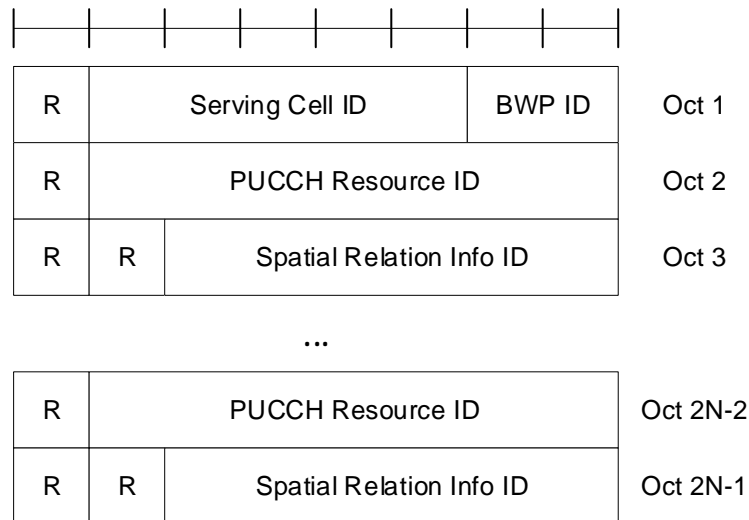 R Serving Cell ID BWP ID Oct 1
R PUCCH Resource ID Oct 2
R R Spatial Relation Info ID Oct 3
...
R PUCCH Resource ID Oct 2N-2
R R Spatial Relation Info ID Oct 2N-1